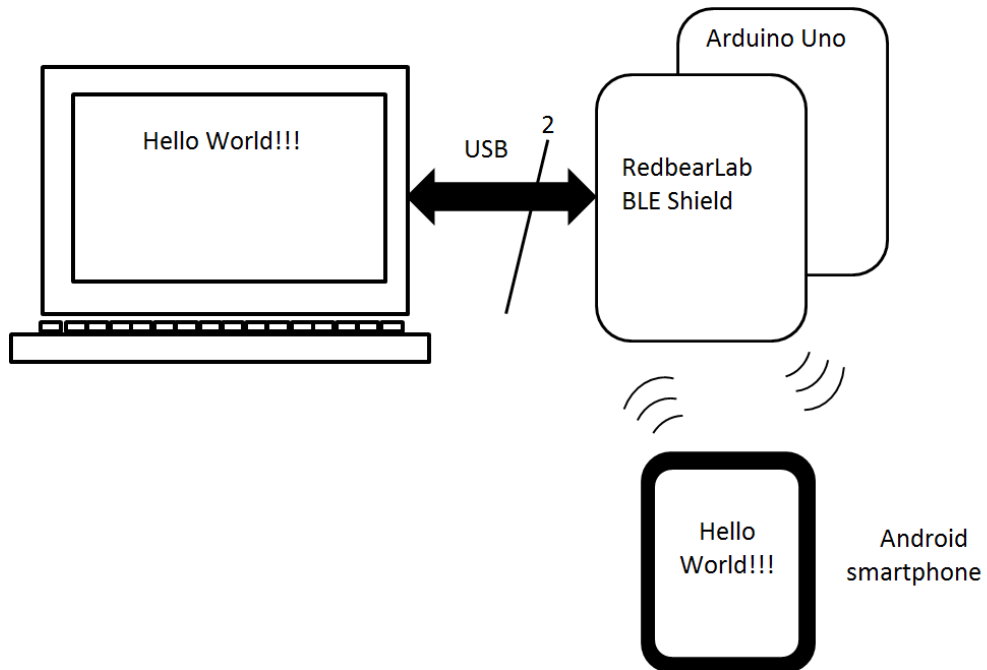 Arduino Uno
Hello World!!!
2
USB
RedbearLab
BLE Shield
Hello
World!!!
Android
smartphone